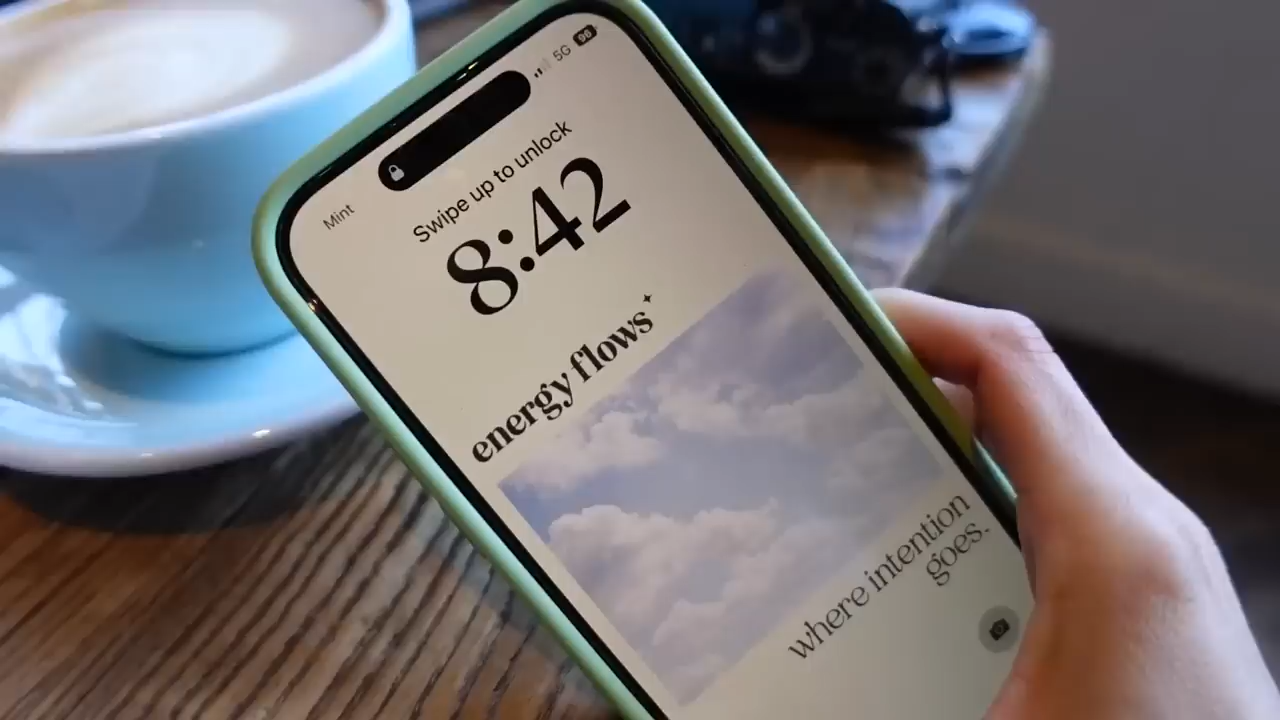 Mint
5G
96
Swipe up to unlock
8:42
energy flows
where intention
goes.